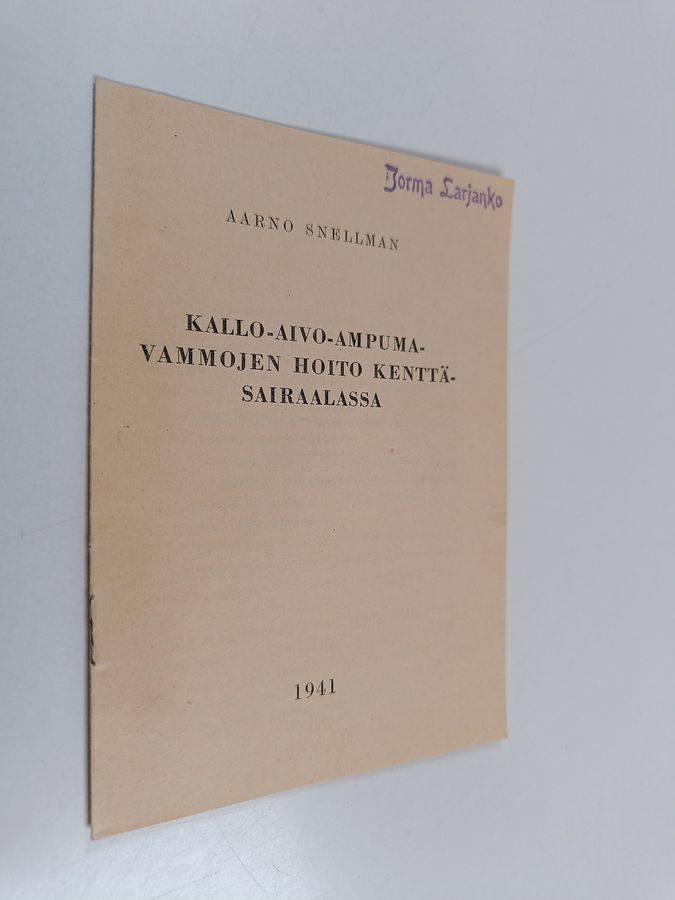 Jorma Larjanko
AARNO SNELLMAN
KALLO-AIVO-AMPUMA-
VAMMOJEN HOITO KENTTÄ-
SAIRAALASSA
1941